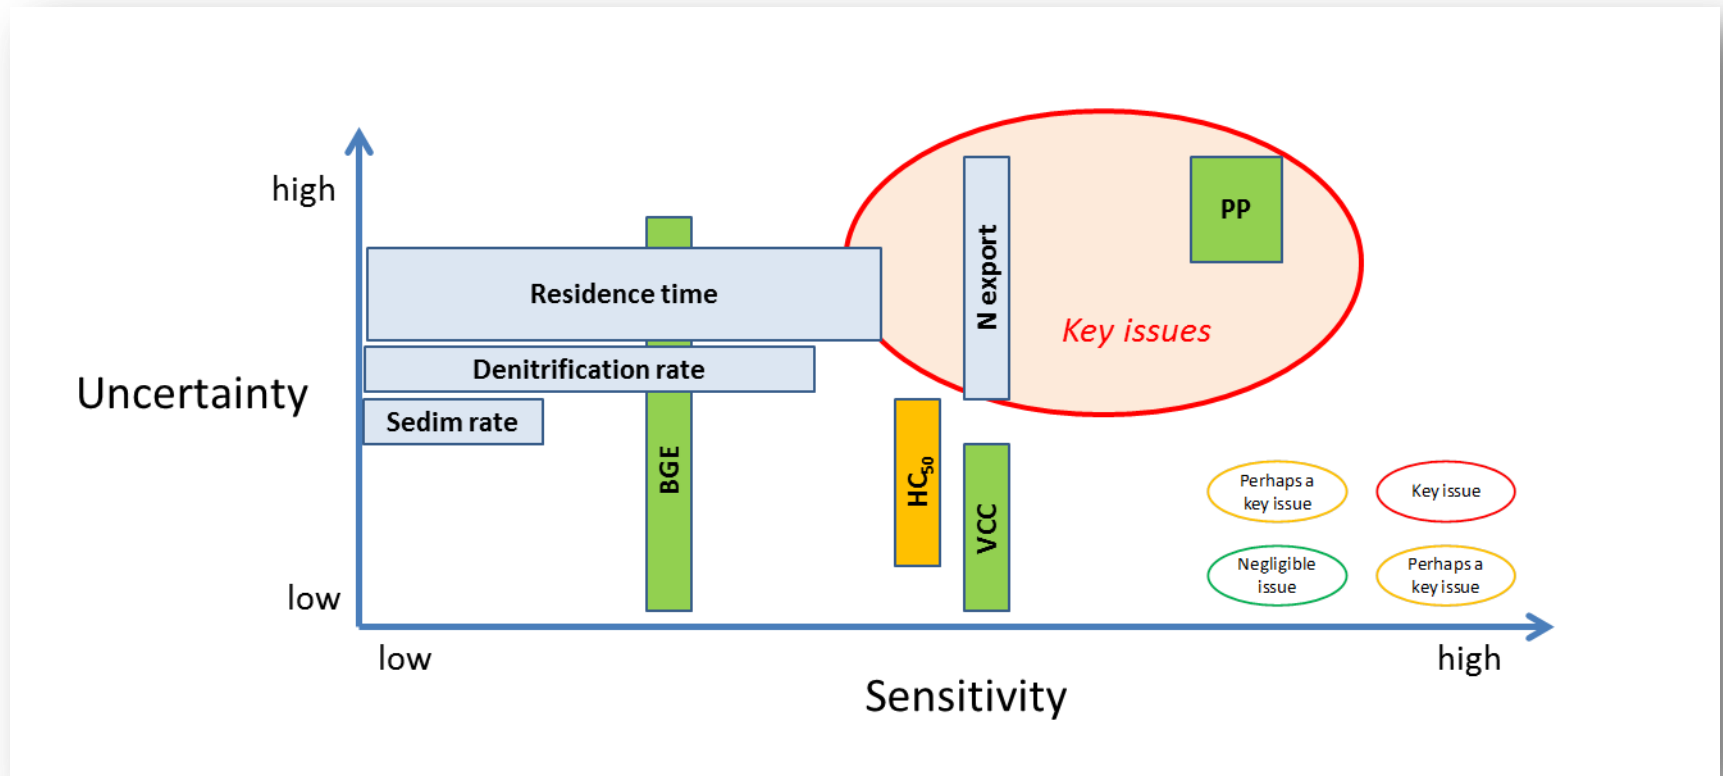 high
PP
N export
Residence time
Key issues
Denitrification rate
Uncertainty
Sedim rate
BGE
HC₅₀
VCC
Perhaps a
key issue
Key issue
Negligible
issue
Perhaps a
key issue
low
low
high
Sensitivity